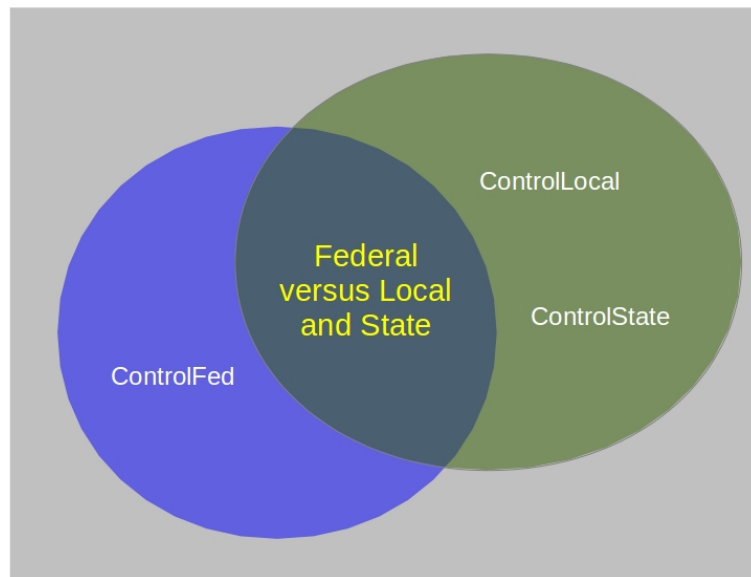 ControlLocal
Federal
versus Local
and State
ControlState
ControlFed